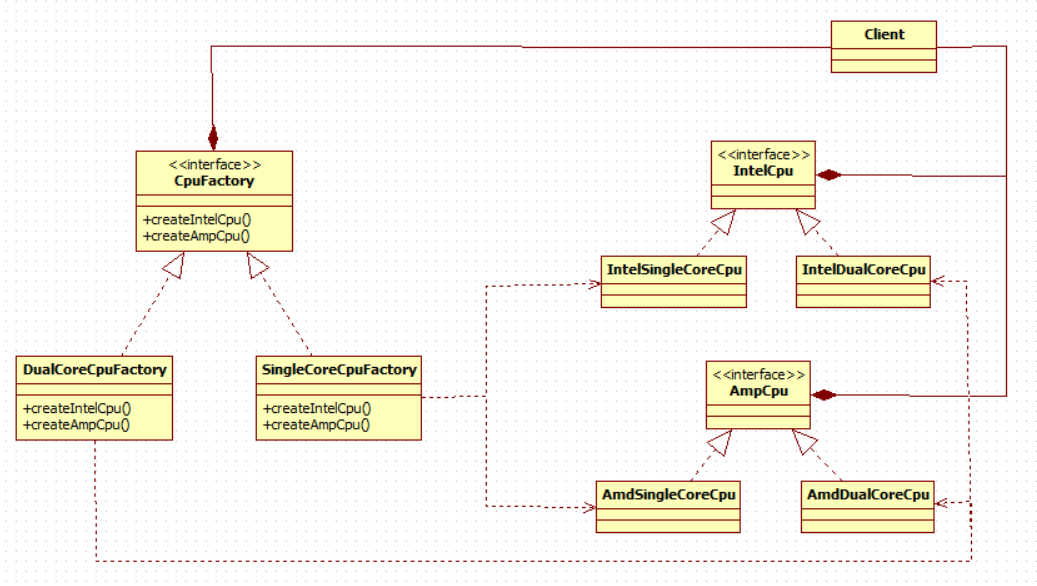 Client
<<interface>>
CpuFactory
+createIntelCpu()
+createAmpCpu()
<<interface>>
IntelCpu
IntelSingleCoreCpu
IntelDualCoreCpu
DualCoreCpuFactory
+createIntelCpu()
+createAmpCpu()
SingleCoreCpuFactory
+createIntelCpu()
+createAmpCpu()
<<interface>>
AmpCpu
AmdSingleCoreCpu
AmdDualCoreCpu